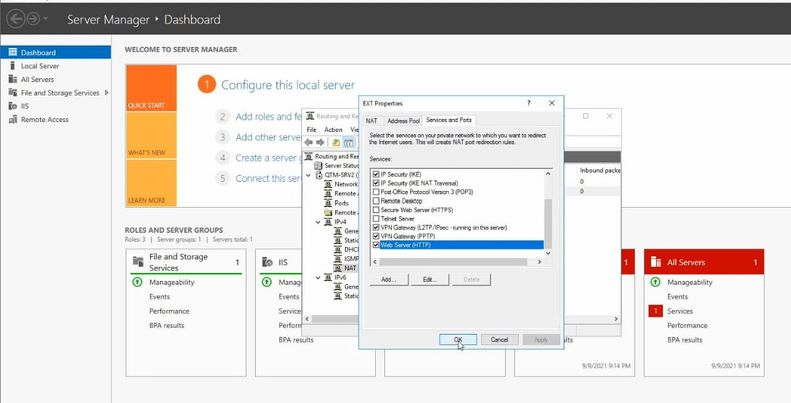 Server Manager • Dashboard
Dashboard
Local Server
All Servers
File and Storage Services
IIS
Remote Access
WELCOME TO SERVER MANAGER
QUICK START
WHAT'S NEW
LEARN MORE
1 Configure this local server
2 Add roles and fe
3 Add other serve
4 Create a server g
5 Connect this ser
Routing and Re
File Action View
Routing and Re
Server Status
QTM-SRV2
Network
Remote A
Ports
Remote A
IPv4
Gene
Static
DHC
IGM
NAT
IPv6
Gene
Static
Inbound packe
0
0
EXT Properties
?
NAT
Address Pool
Services and Ports
Select the services on your private network to which you want to redirect
the Internet users. This will create NAT port redirection rules.
Services:
IP Security (IKE)
IP Security (IKE NAT Traversal)
Post-Office Protocol Version 3 (POP3)
Remote Desktop
Secure Web Server (HTTPS)
Telnet Server
VPN Gateway (L2TP/IPsec - running on this server)
VPN Gateway (PPTP)
Web Server (HTTP)
Add...
Edit...
Delete
OK
Cancel
Apply
ROLES AND SERVER GROUPS
Roles: 3 | Server groups: 1 | Servers total: 1
File and Storage
Services
1
Manageability
Events
Performance
BPA results
IIS
Manage
Events
Services
Perform
BPA results
BPA results
BPA results
9/9/2021 9:14 PM
1
All Servers
1
Manageability
Events
1 Services
Performance
BPA results
9/9/2021 9:14 PM